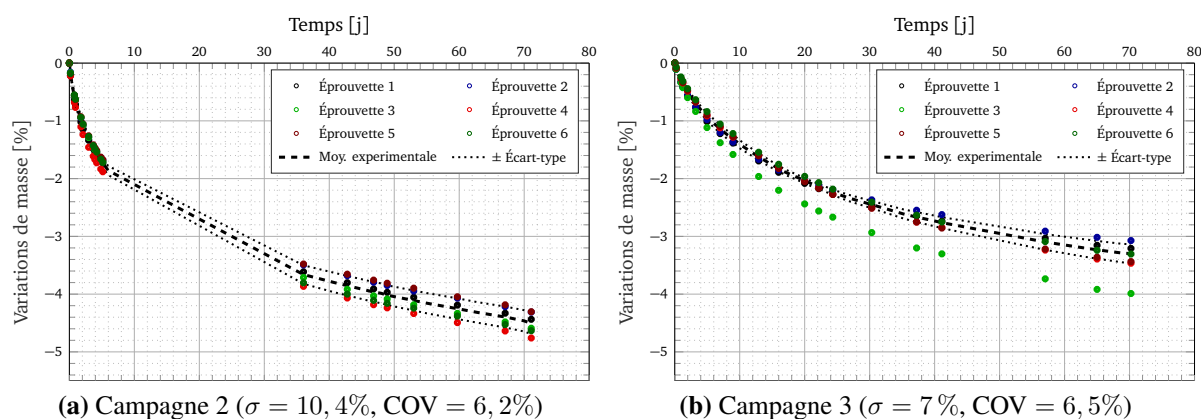 Temps [j]
0 10 20 30 40 50 60 70 80
0
−1
−2
−3
−4
−5
Variations de masse [%]
Éprouvette 1 Éprouvette 2
Éprouvette 3 Éprouvette 4
Éprouvette 5 Éprouvette 6
Moy. experimentale ± Écart-type
(a) Campagne 2 (σ = 10, 4%, COV = 6, 2%)
Temps [j]
0 10 20 30 40 50 60 70 80
0
−1
−2
−3
−4
−5
Variations de masse [%]
Éprouvette 1 Éprouvette 2
Éprouvette 3 Éprouvette 4
Éprouvette 5 Éprouvette 6
Moy. experimentale ± Écart-type
(b) Campagne 3 (σ = 7 %, COV = 6, 5%)